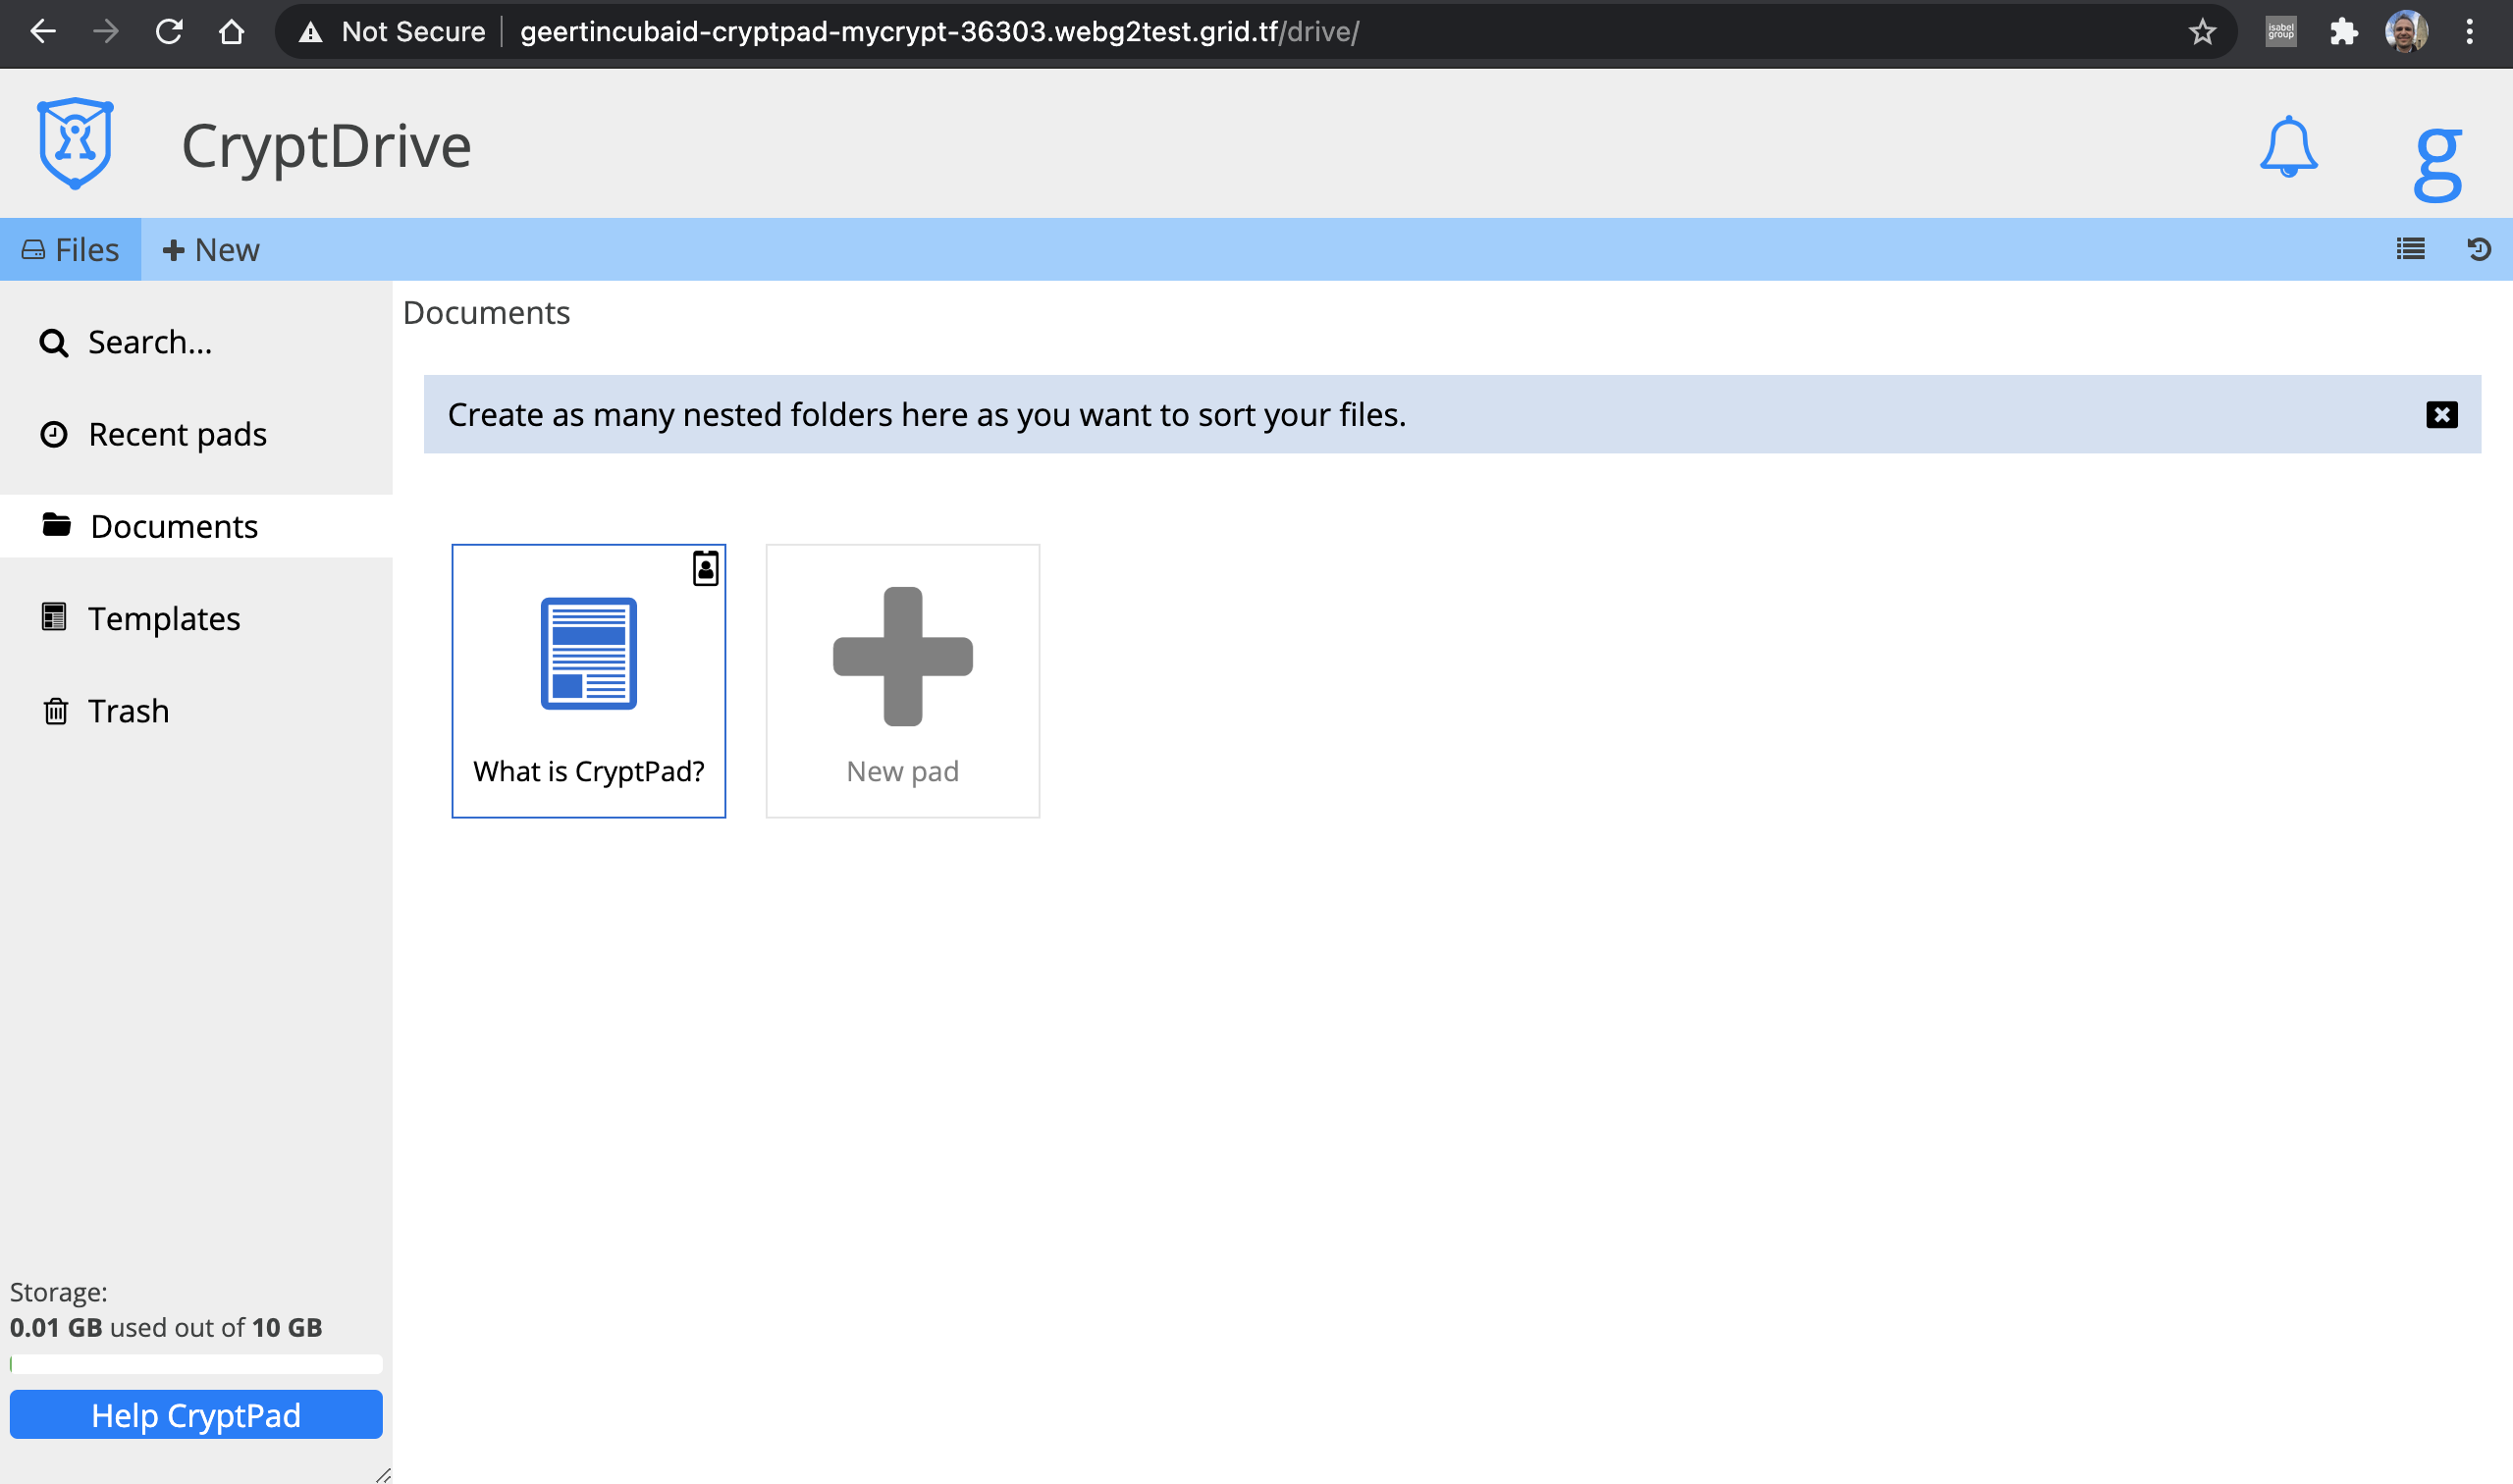 Not Secure geertincubaid-cryptpad-mycrypt-36303.webg2test.grid.tf/drive/
isabel
group
CryptDrive
g
Files
New
Search...
Recent pads
Documents
Templates
Trash
Storage:
0.01 GB used out of 10 GB
Help CryptPad
Documents
Create as many nested folders here as you want to sort your files.
What is CryptPad?
New pad